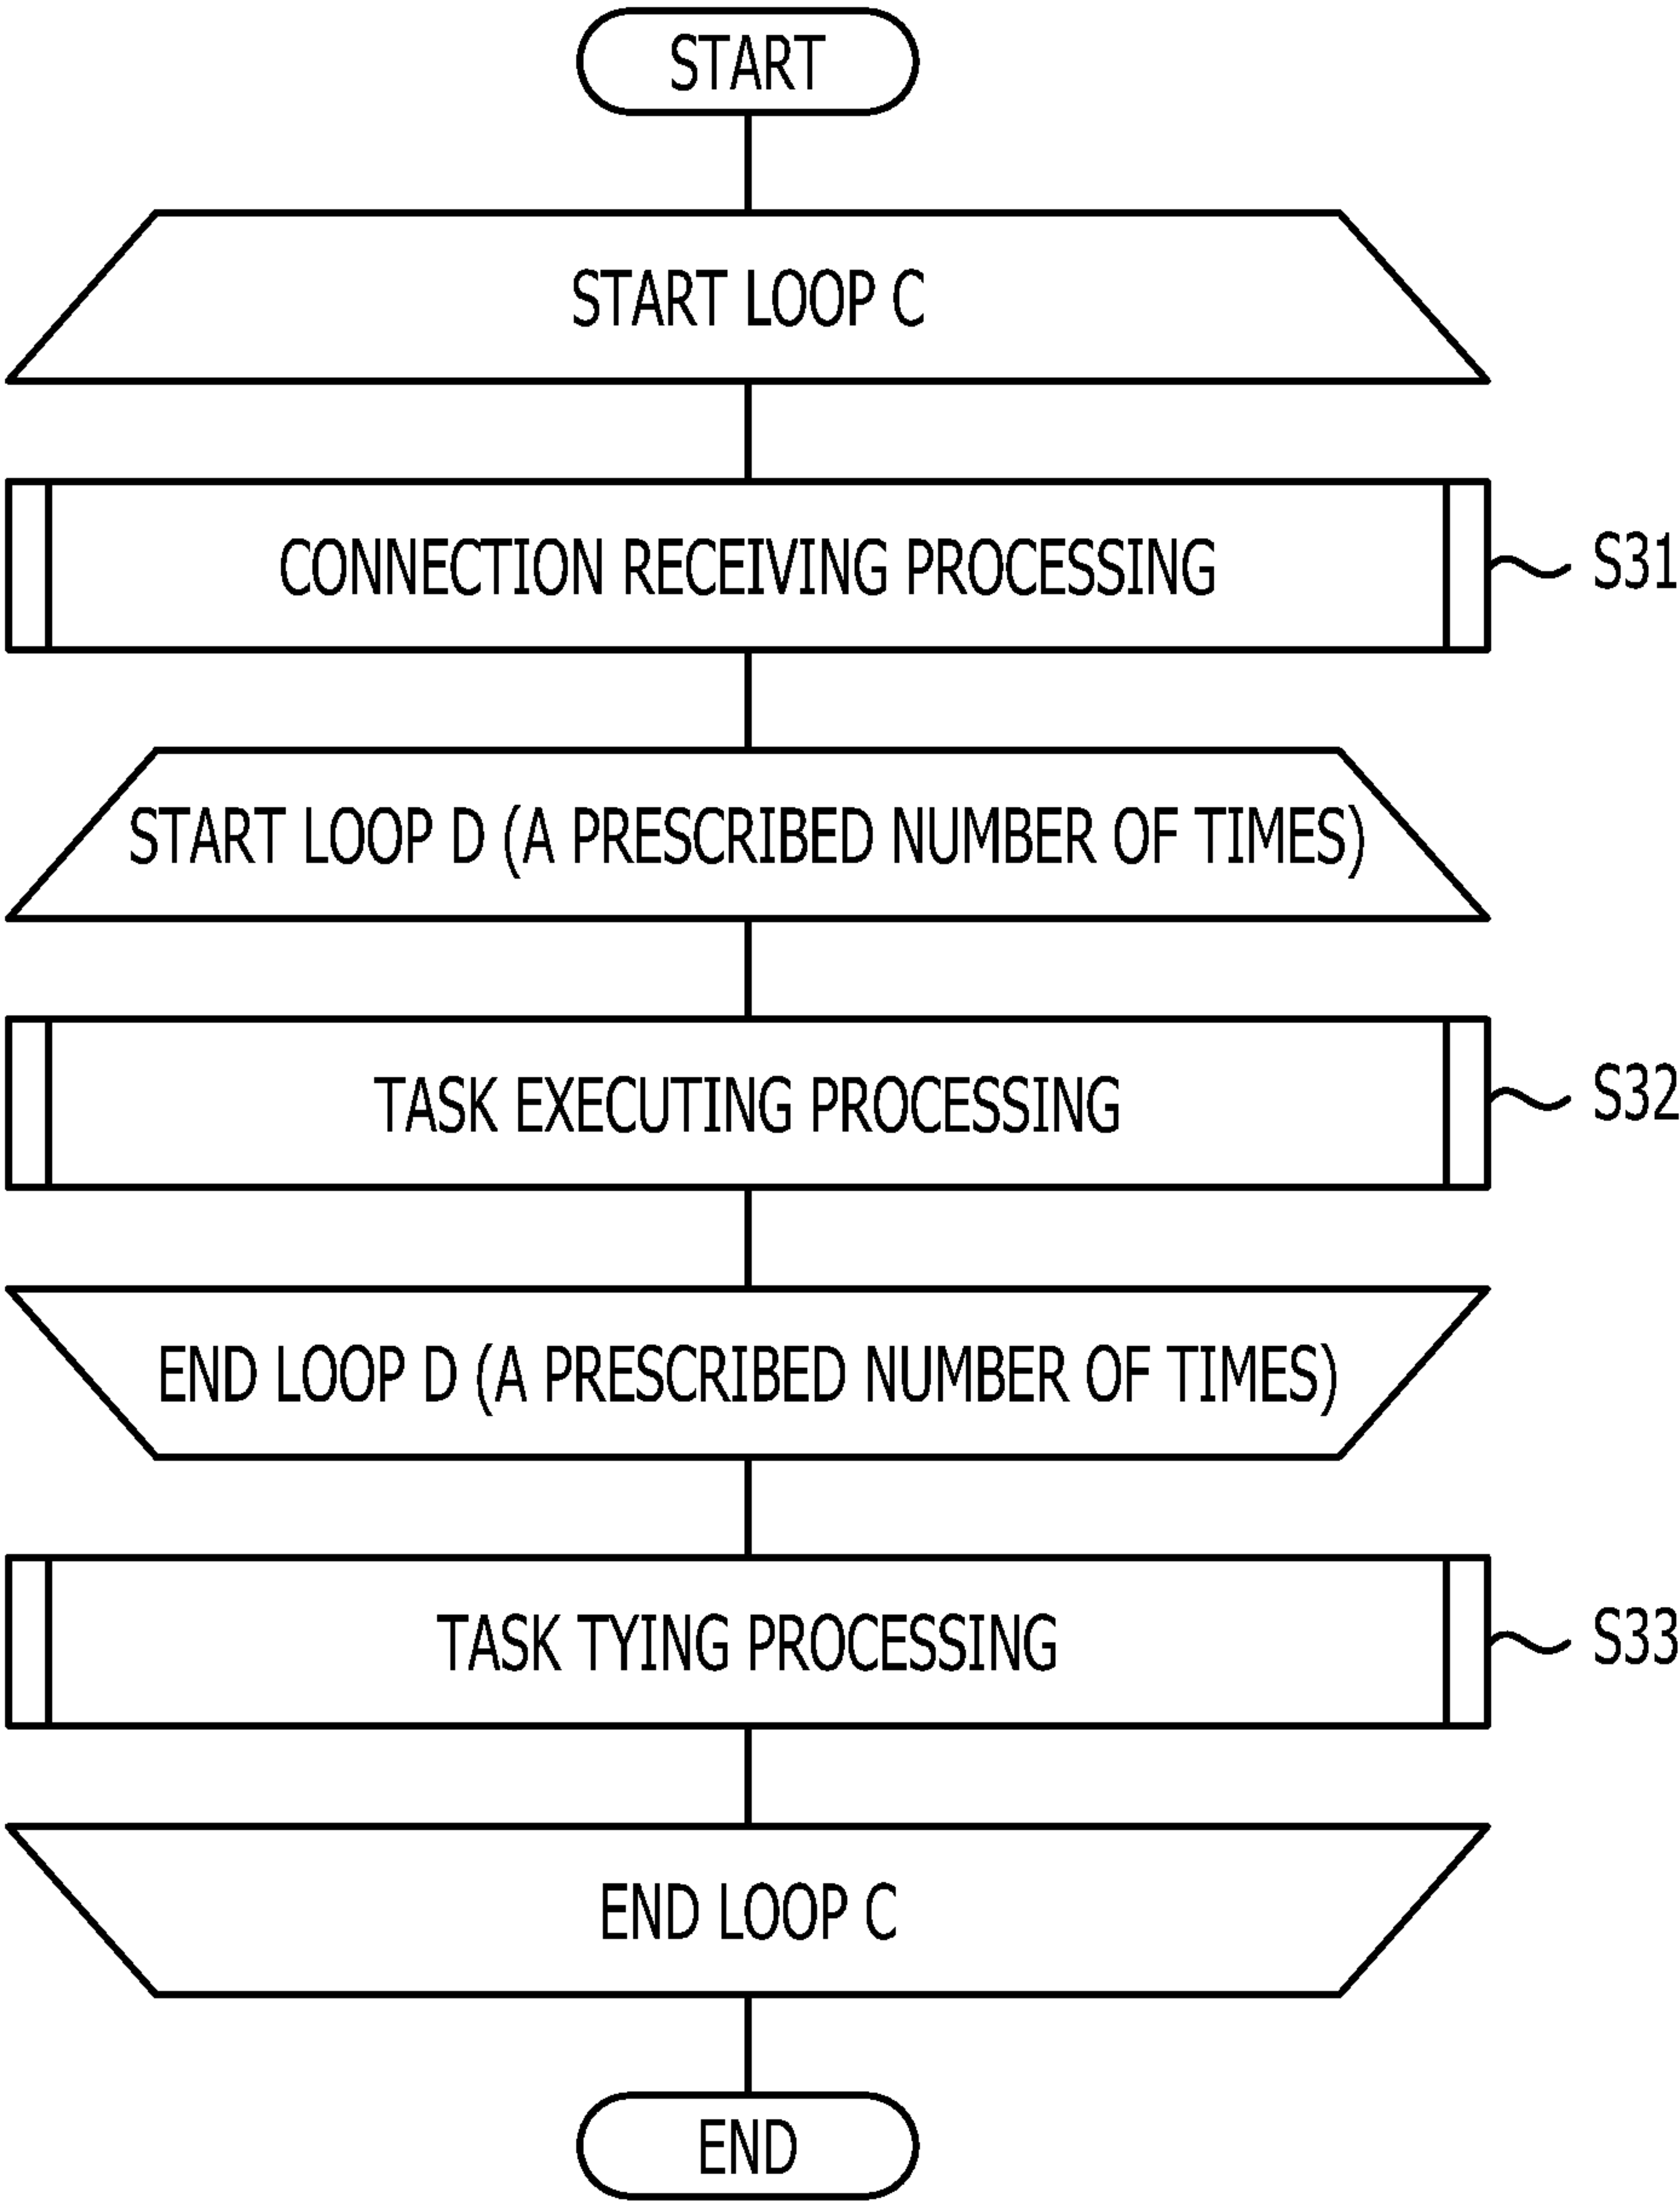 START
START LOOP C
CONNECTION RECEIVING PROCESSING
S31
START LOOP D (A PRESCRIBED NUMBER OF TIMES)
TASK EXECUTING PROCESSING
S32
END LOOP D (A PRESCRIBED NUMBER OF TIMES)
TASK TYING PROCESSING
S33
END LOOP C
END